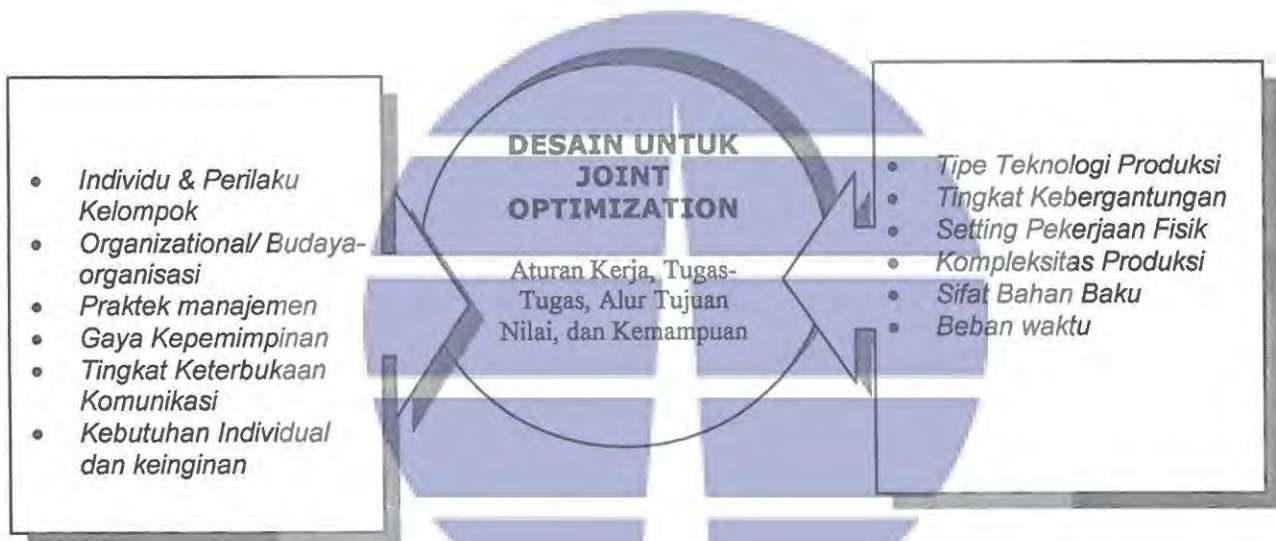 • Individu & Perilaku
Kelompok
• Organizational/ Budaya-
organisasi
• Praktek manajemen
• Gaya Kepemimpinan
• Tingkat Keterbukaan
Komunikasi
• Kebutuhan Individual
dan keinginan
DESAIN UNTUK
JOINT
OPTIMIZATION
Aturan Kerja, Tugas-
Tugas, Alur Tujuan
Nilai, dan Kemampuan
• Tipe Teknologi Produksi
• Tingkat Kebergantungan
• Setting Pekerjaan Fisik
• Kompleksitas Produksi
• Sifat Bahan Baku
• Beban waktu